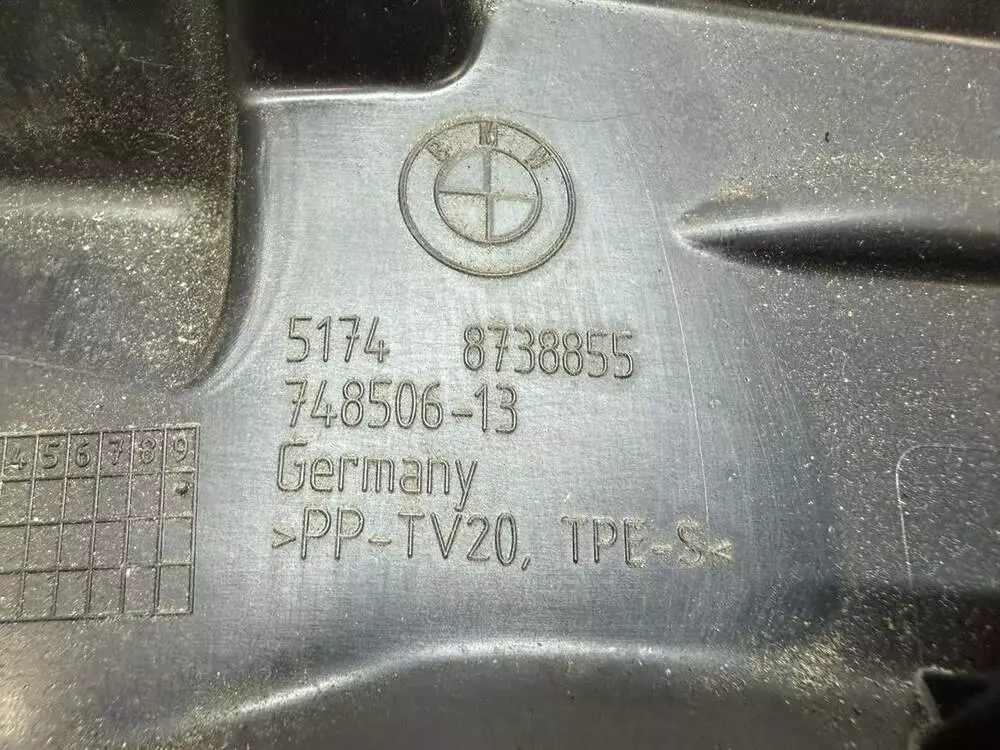 BMW
5174 8738855
748506-13
Germany
>PP-TV20, TPE-S<
4 5 6 7 8 9